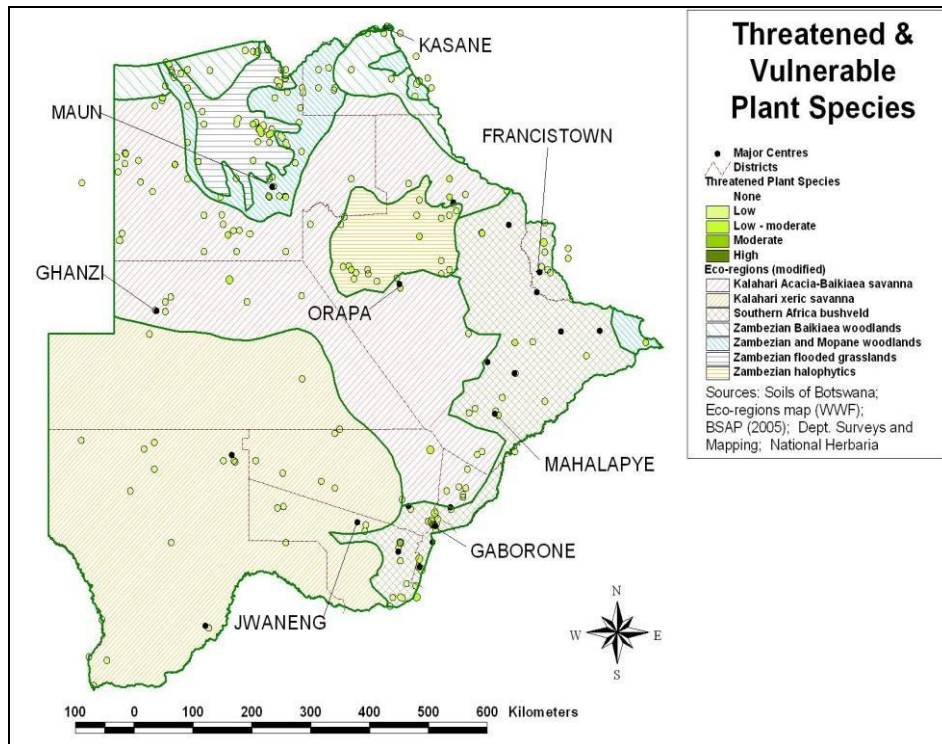 KASANE
MAUN
FRANCISTOWN
GHANZI
ORAPA
MAHALAPYE
GABORONE
JWANENG
Threatened &
Vulnerable
Plant Species
Major Centres
Districts
Threatened Plant Species
None
Low
Low - moderate
Moderate
High
Eco-regions (modified)
Kalahari Acacia-Baikiaea savanna
Kalahari xeric savanna
Southern Africa bushveld
Zambezian Baikiaea woodlands
Zambezian and Mopane woodlands
Zambezian flooded grasslands
Zambezian halophytics
Sources: Soils of Botswana;
Eco-regions map (WWF);
BSAP (2005); Dept. Surveys and
Mapping; National Herbaria
N
W E
S
100 0 100 200 300 400 500 600 Kilometers